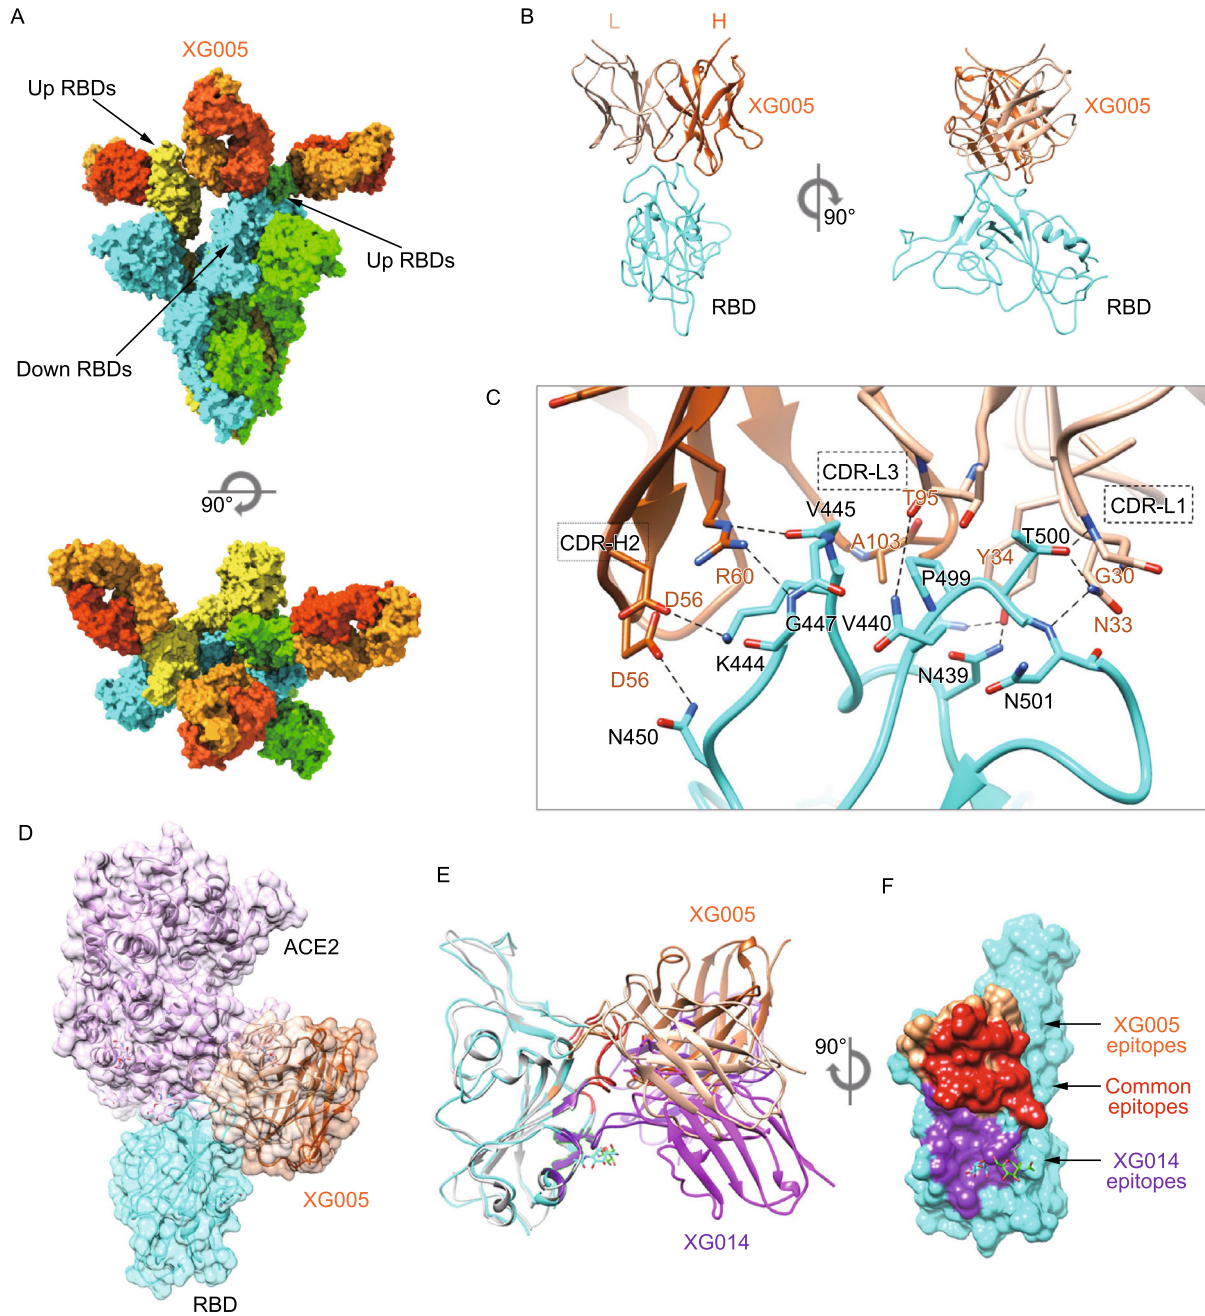 A
XG005
Up RBDs
Up RBDs
Down RBDs
90°
B
L
H
XG005
RBD
90°
XG005
RBD
C
CDR-H2
CDR-L3
CDR-L1
T95
V445
A103
T500
Y34
G30
R60
P499
D56
G447
V440
N33
K444
N439
D56
N501
N450
D
ACE2
XG005
RBD
E
XG005
XG014
90°
F
XG005
epitopes
Common
epitopes
XG014
epitopes